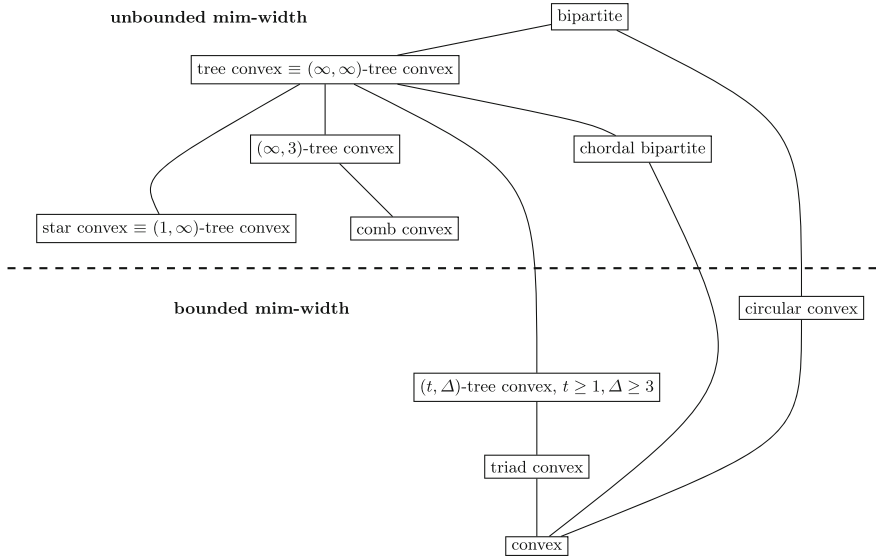 unbounded mim-width
bipartite
tree convex ≡ (∞, ∞)-tree convex
(∞, 3)-tree convex
chordal bipartite
star convex ≡ (1, ∞)-tree convex
comb convex
bounded mim-width
circular convex
(t, Δ)-tree convex, t ≥ 1, Δ ≥ 3
triad convex
convex